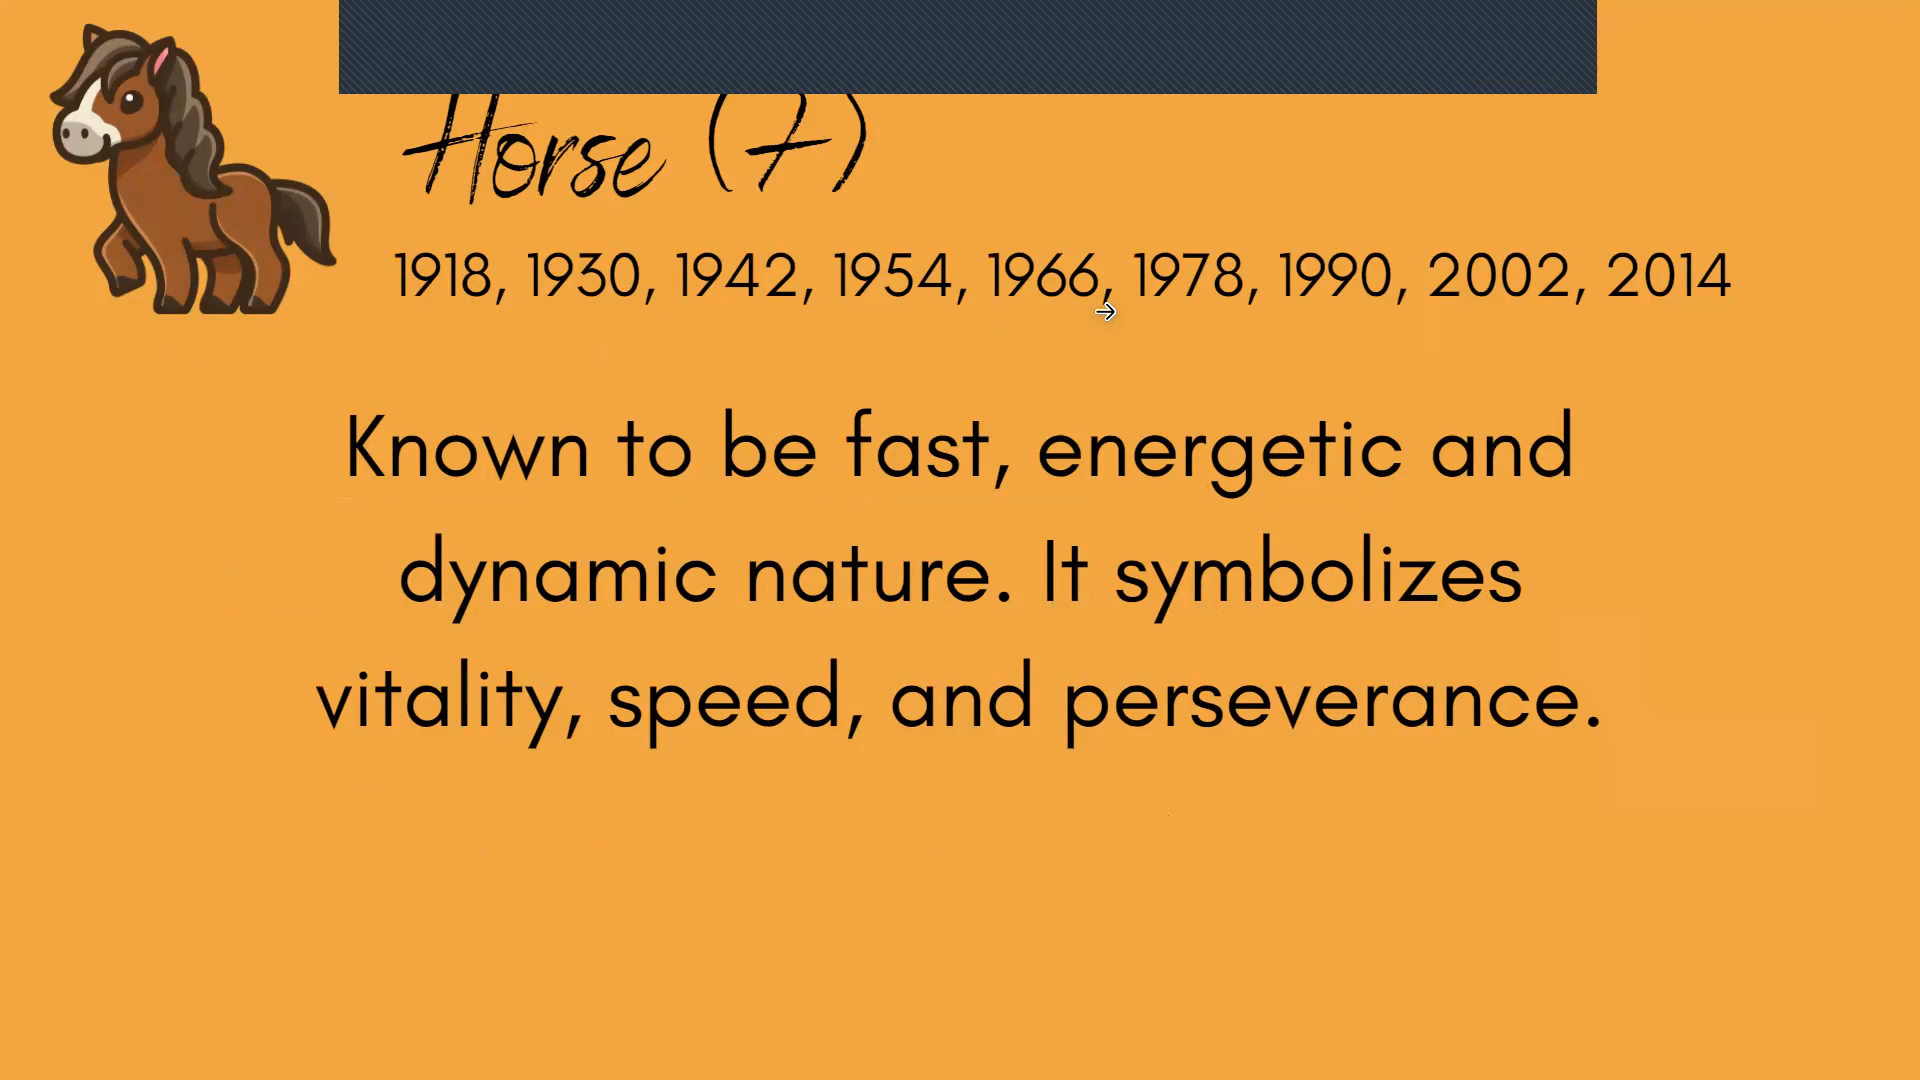 Horse (7)
1918, 1930, 1942, 1954, 1966, 1978, 1990, 2002, 2014
Known to be fast, energetic and
dynamic nature. It symbolizes
vitality, speed, and perseverance.